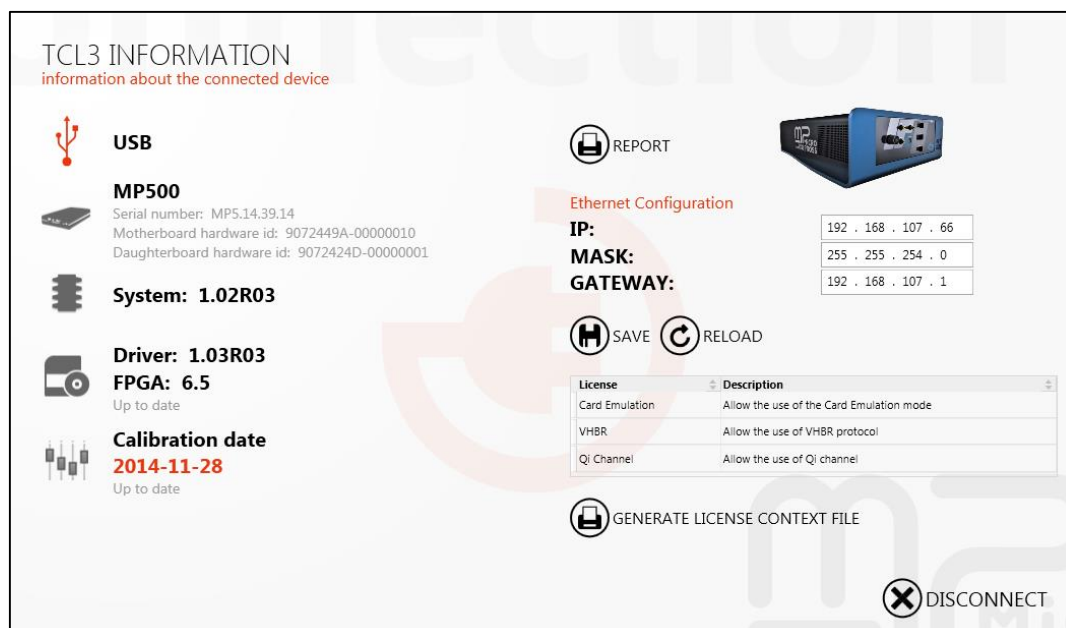 TCL3 INFORMATION
information about the connected device
USB
MP500
Serial number: MP5.14.39.14
Motherboard hardware id: 9072449A-00000010
Daughterboard hardware id: 9072424D-00000001
System: 1.02R03
Driver: 1.03R03
FPGA: 6.5
Up to date
Calibration date
2014-11-28
Up to date
REPORT
Ethernet Configuration
IP: 192 . 168 . 107 . 66
MASK: 255 . 255 . 254 . 0
GATEWAY: 192 . 168 . 107 . 1
SAVE RELOAD
License Description
Card Emulation Allow the use of the Card Emulation mode
VHBR Allow the use of VHBR protocol
Qi Channel Allow the use of Qi channel
GENERATE LICENSE CONTEXT FILE
DISCONNECT